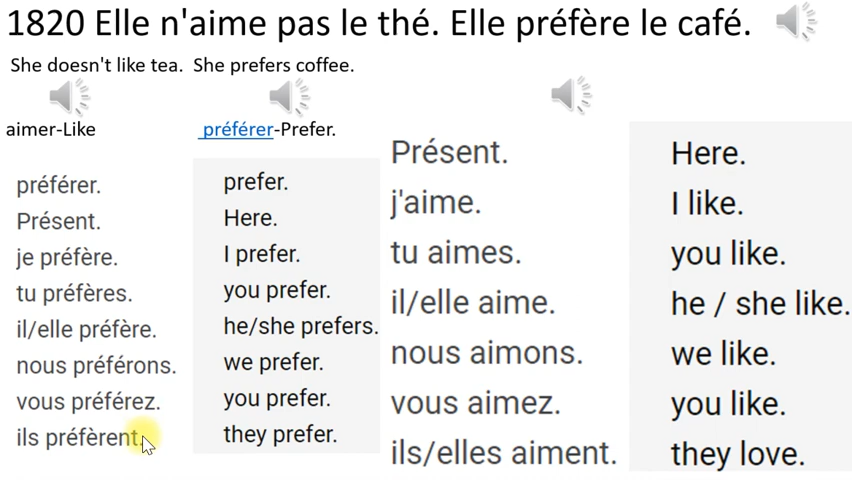 1820 Elle n'aime pas le thé. Elle préfère le café.
She doesn't like tea. She prefers coffee.
aimer-Like
préférer-Prefer.
préférer.
Présent.
je préfère.
tu préfères.
il/elle préfère.
nous préférons.
vous préférez.
ils préfèrent.
prefer.
Here.
I prefer.
you prefer.
he/she prefers.
we prefer.
you prefer.
they prefer.
Présent.
j'aime.
tu aimes.
il/elle aime.
nous aimons.
vous aimez.
ils/elles aiment.
Here.
I like.
you like.
he / she like.
we like.
you like.
they love.